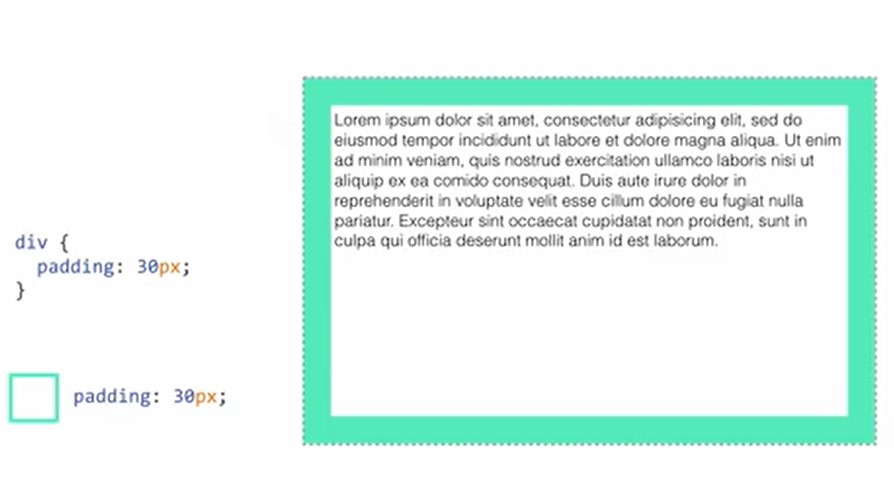 div {
padding: 30px;
}
padding: 30px;
Lorem ipsum dolor sit amet, consectetur adipisicing elit, sed do
eiusmod tempor incididunt ut labore et dolore magna aliqua. Ut enim
ad minim veniam, quis nostrud exercitation ullamco laboris nisi ut
aliquip ex ea comido consequat. Duis aute irure dolor in
reprehenderit in voluptate velit esse cillum dolore eu fugiat nulla
pariatur. Excepteur sint occaecat cupidatat non proident, sunt in
culpa qui officia deserunt mollit anim id est laborum.